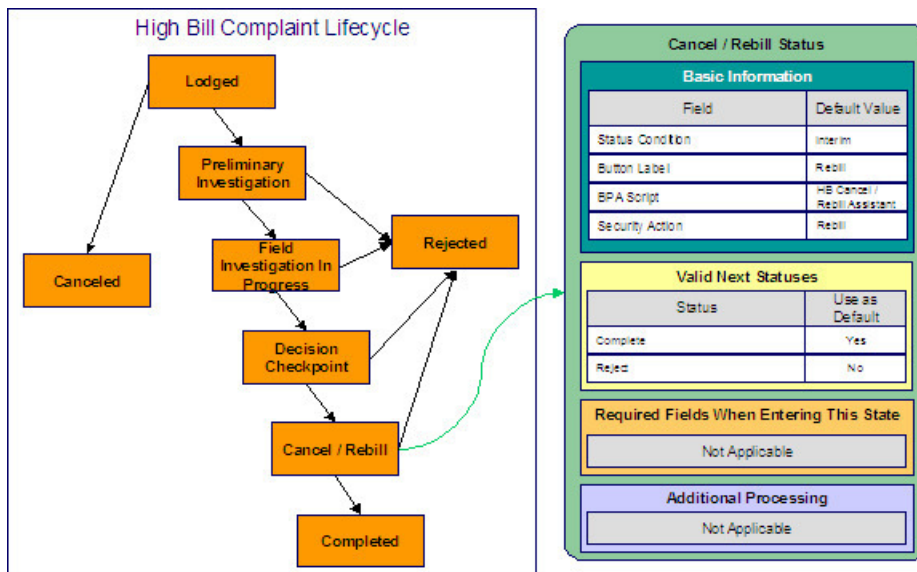 High Bill Complaint Lifecycle
Lodged
Preliminary
Investigation
Field
Investigation In
Progress
Rejected
Canceled
Decision
Checkpoint
Cancel / Rebill
Completed
Cancel / Rebill Status
Basic Information
Field
Default Value
Status Condition
Interim
Button Label
Rebill
BPA Script
HB Cancel /
Rebill Assistant
Security Action
Rebill
Valid Next Statuses
Status
Use as
Default
Complete
Yes
Reject
No
Required Fields When Entering This State
Not Applicable
Additional Processing
Not Applicable